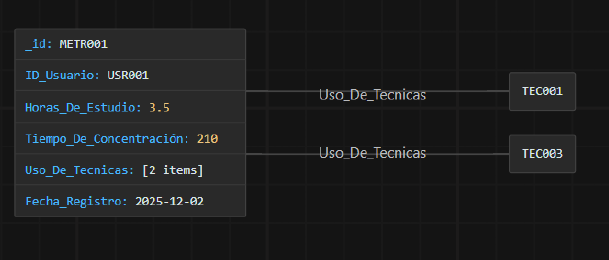 _id: METR001
ID_Usuario: USR001
Horas_De_Estudio: 3.5
Tiempo_De_Concentración: 210
Uso_De_Tecnicas: [2 items]
Fecha_Registro: 2025-12-02
Uso_De_Tecnicas
TEC001
Uso_De_Tecnicas
TEC003